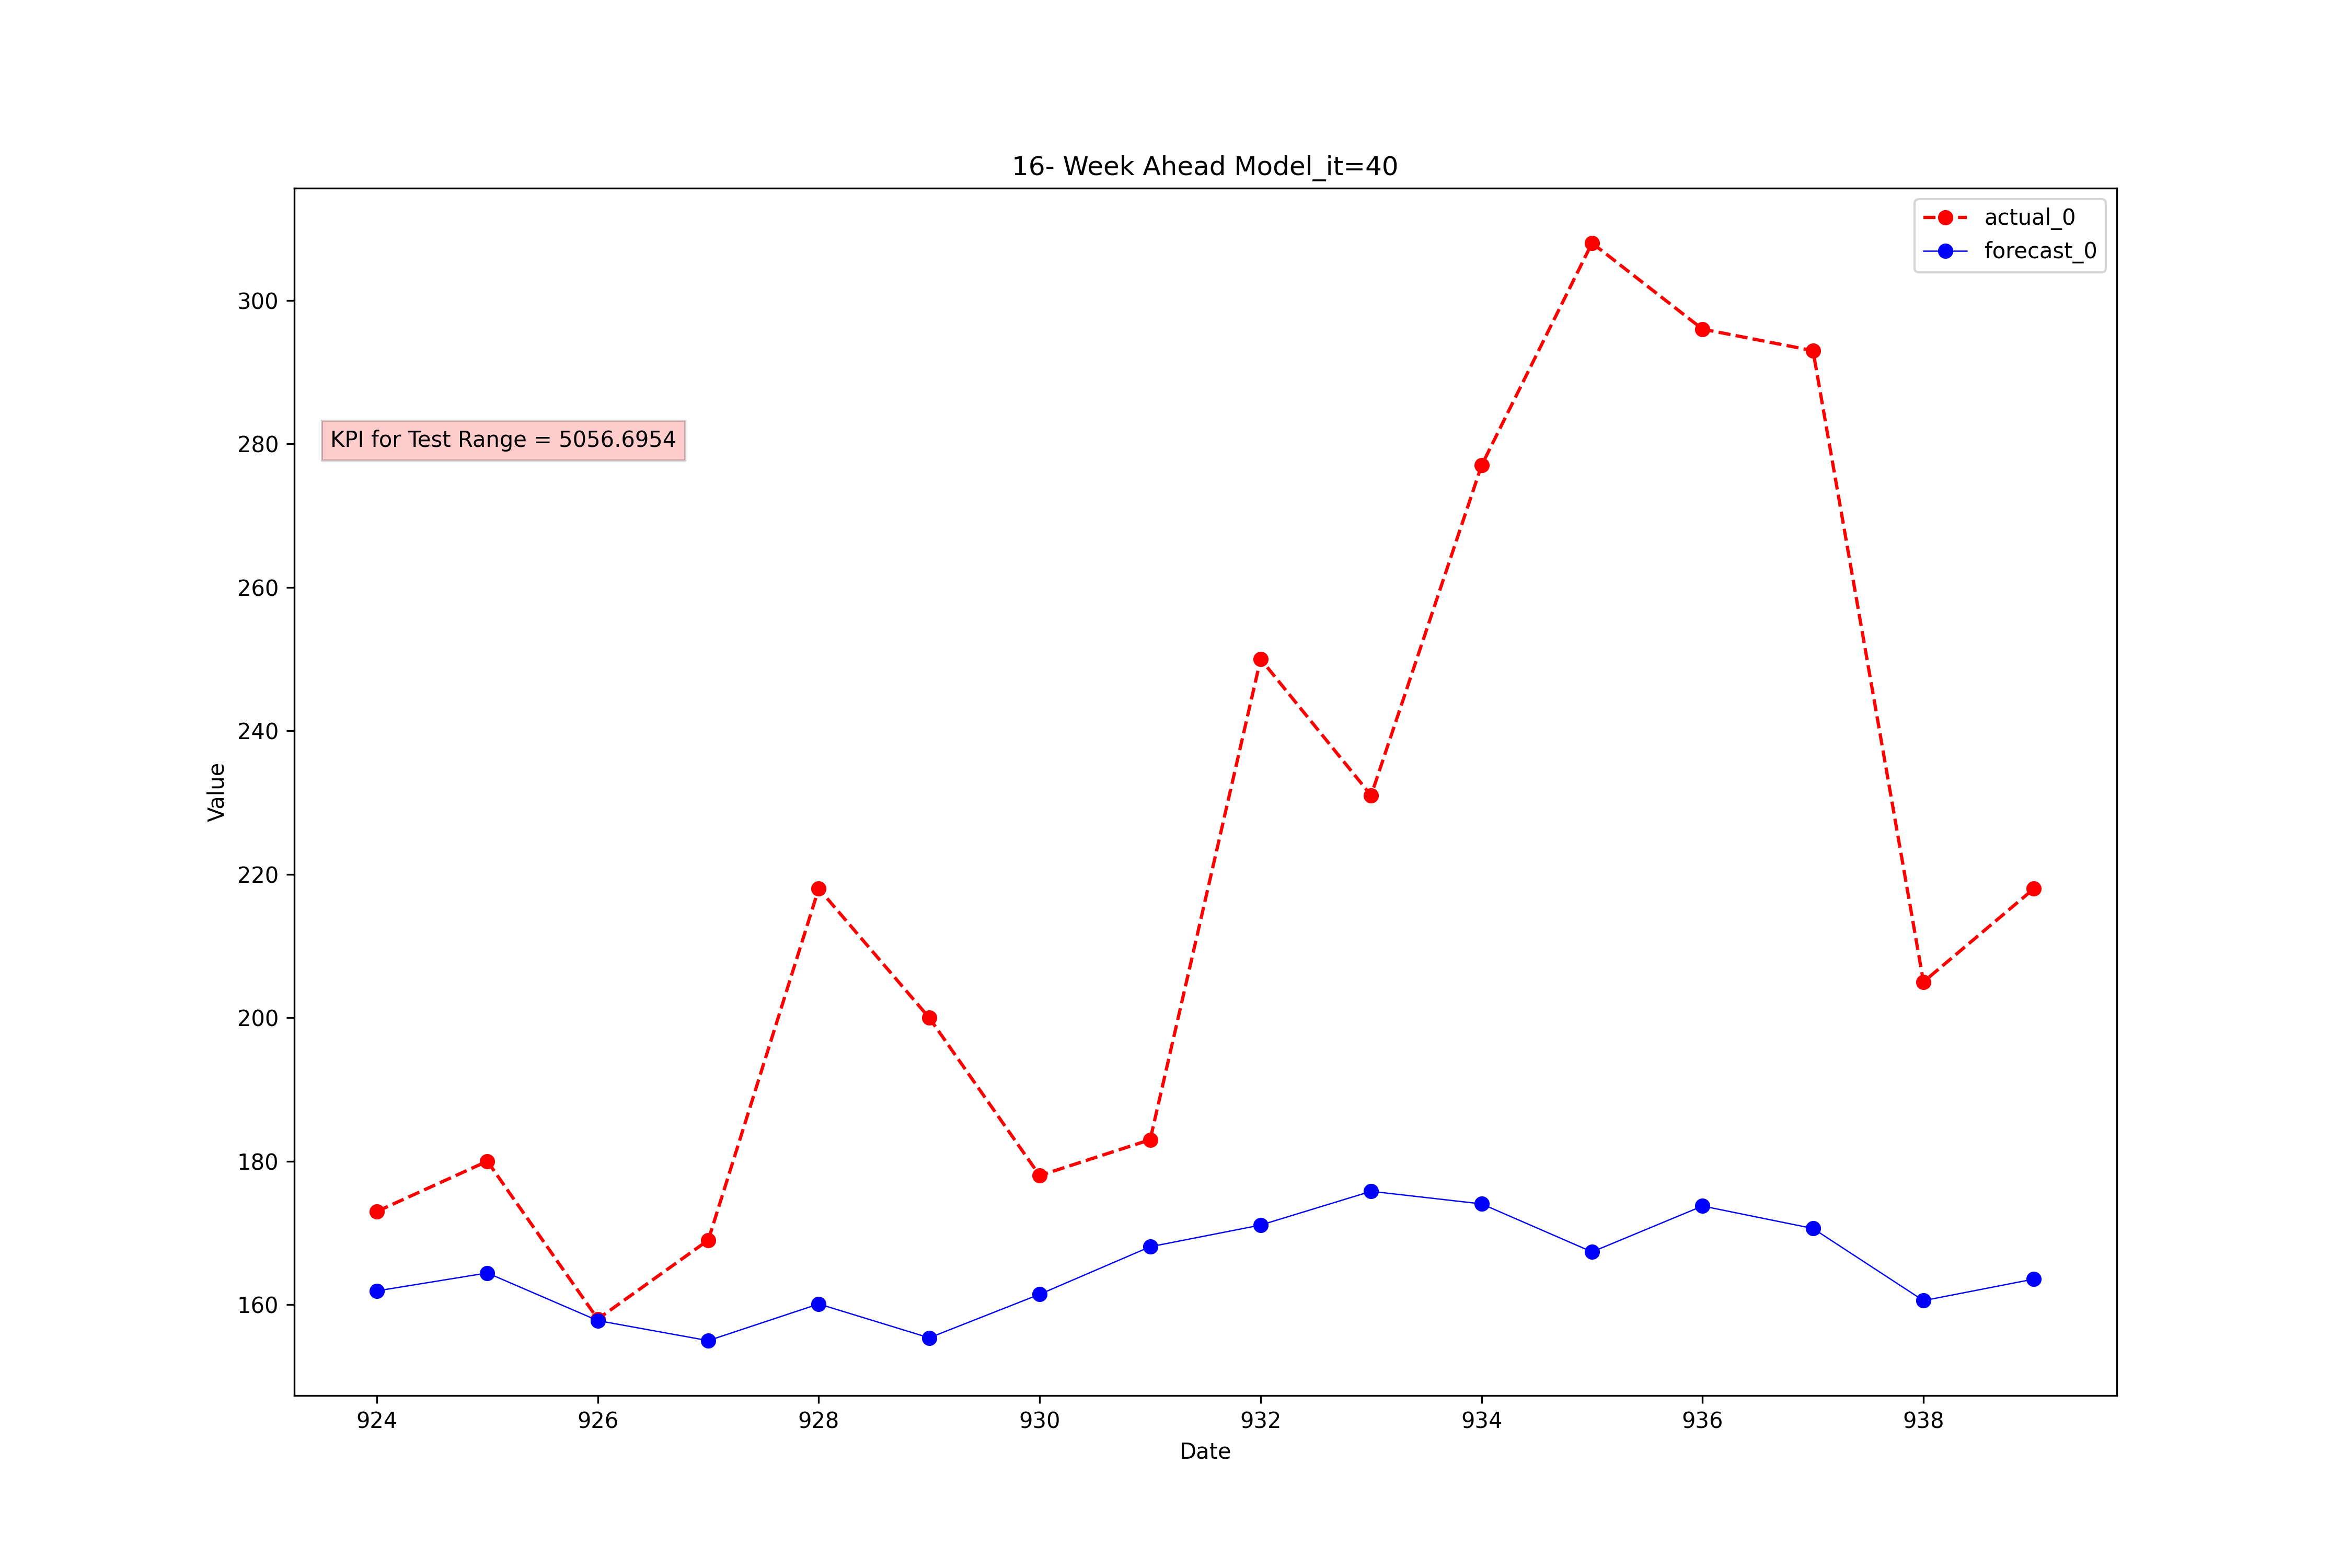 16- Week Ahead Model_it=40
actual_0
forecast_0
KPI for Test Range = 5056.6954
300
280
260
240
220
200
180
160
Value
924 926 928 930 932 934 936 938
Date